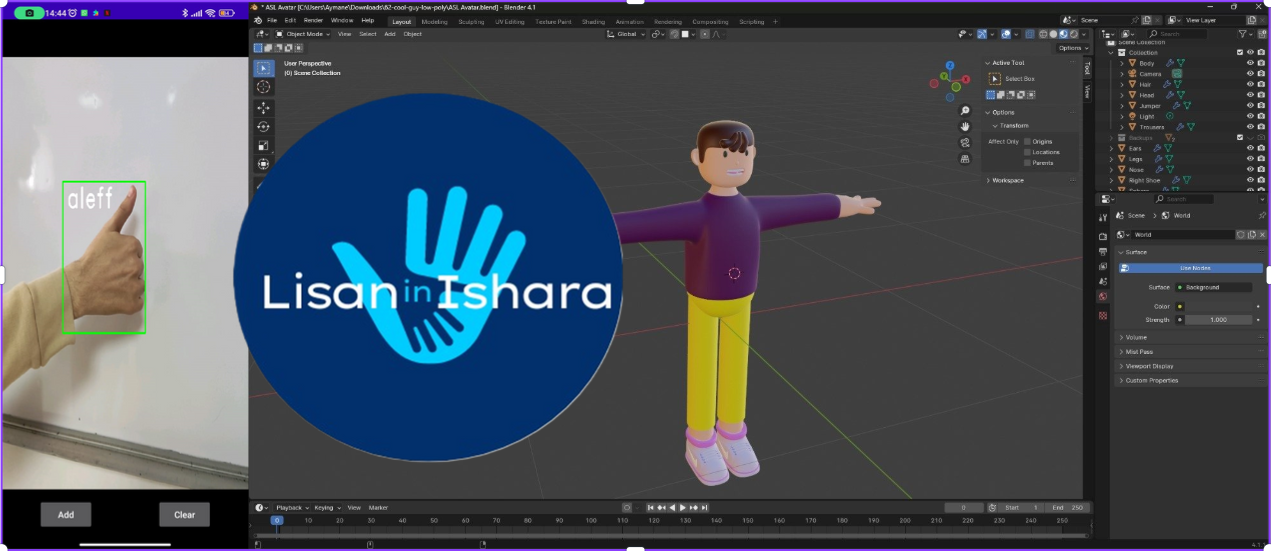 14:44
aleff
Add
Clear
* ASL Avatar [C:\Users\Aymane\Downloads\62-cool-guy-low-poly\ASL Avatar.blend] - Blender 4.1
File Edit Render Window Help
Layout Modeling Sculpting UV Editing Texture Paint Shading Animation Rendering Compositing Scripting
Scene
View Layer
Object Mode View Select Add Object
Global
Options
User Perspective
(0) Scene Collection
Lisan in Ishara
Active Tool
Select Box
Options
Transform
Affect Only Origins
Locations
Parents
Workspace
Tool
View
Search
Scene Collection
Collection
Body
Camera
Hair
Head
Jumper
Light
Trousers
Backups
Ears
Legs
Nose
Right Shoe
Search
Scene > World
World
Surface
Use Nodes
Surface Background
Color
Strength 1.000
Volume
Mist Pass
Viewport Display
Custom Properties
Playback Keying View Marker
0 Start 1 End 250
0 10 20 30 40 50 60 70 80 90 100 110 120 130 140 150 160 170 180 190 200 210 220 230 240 250